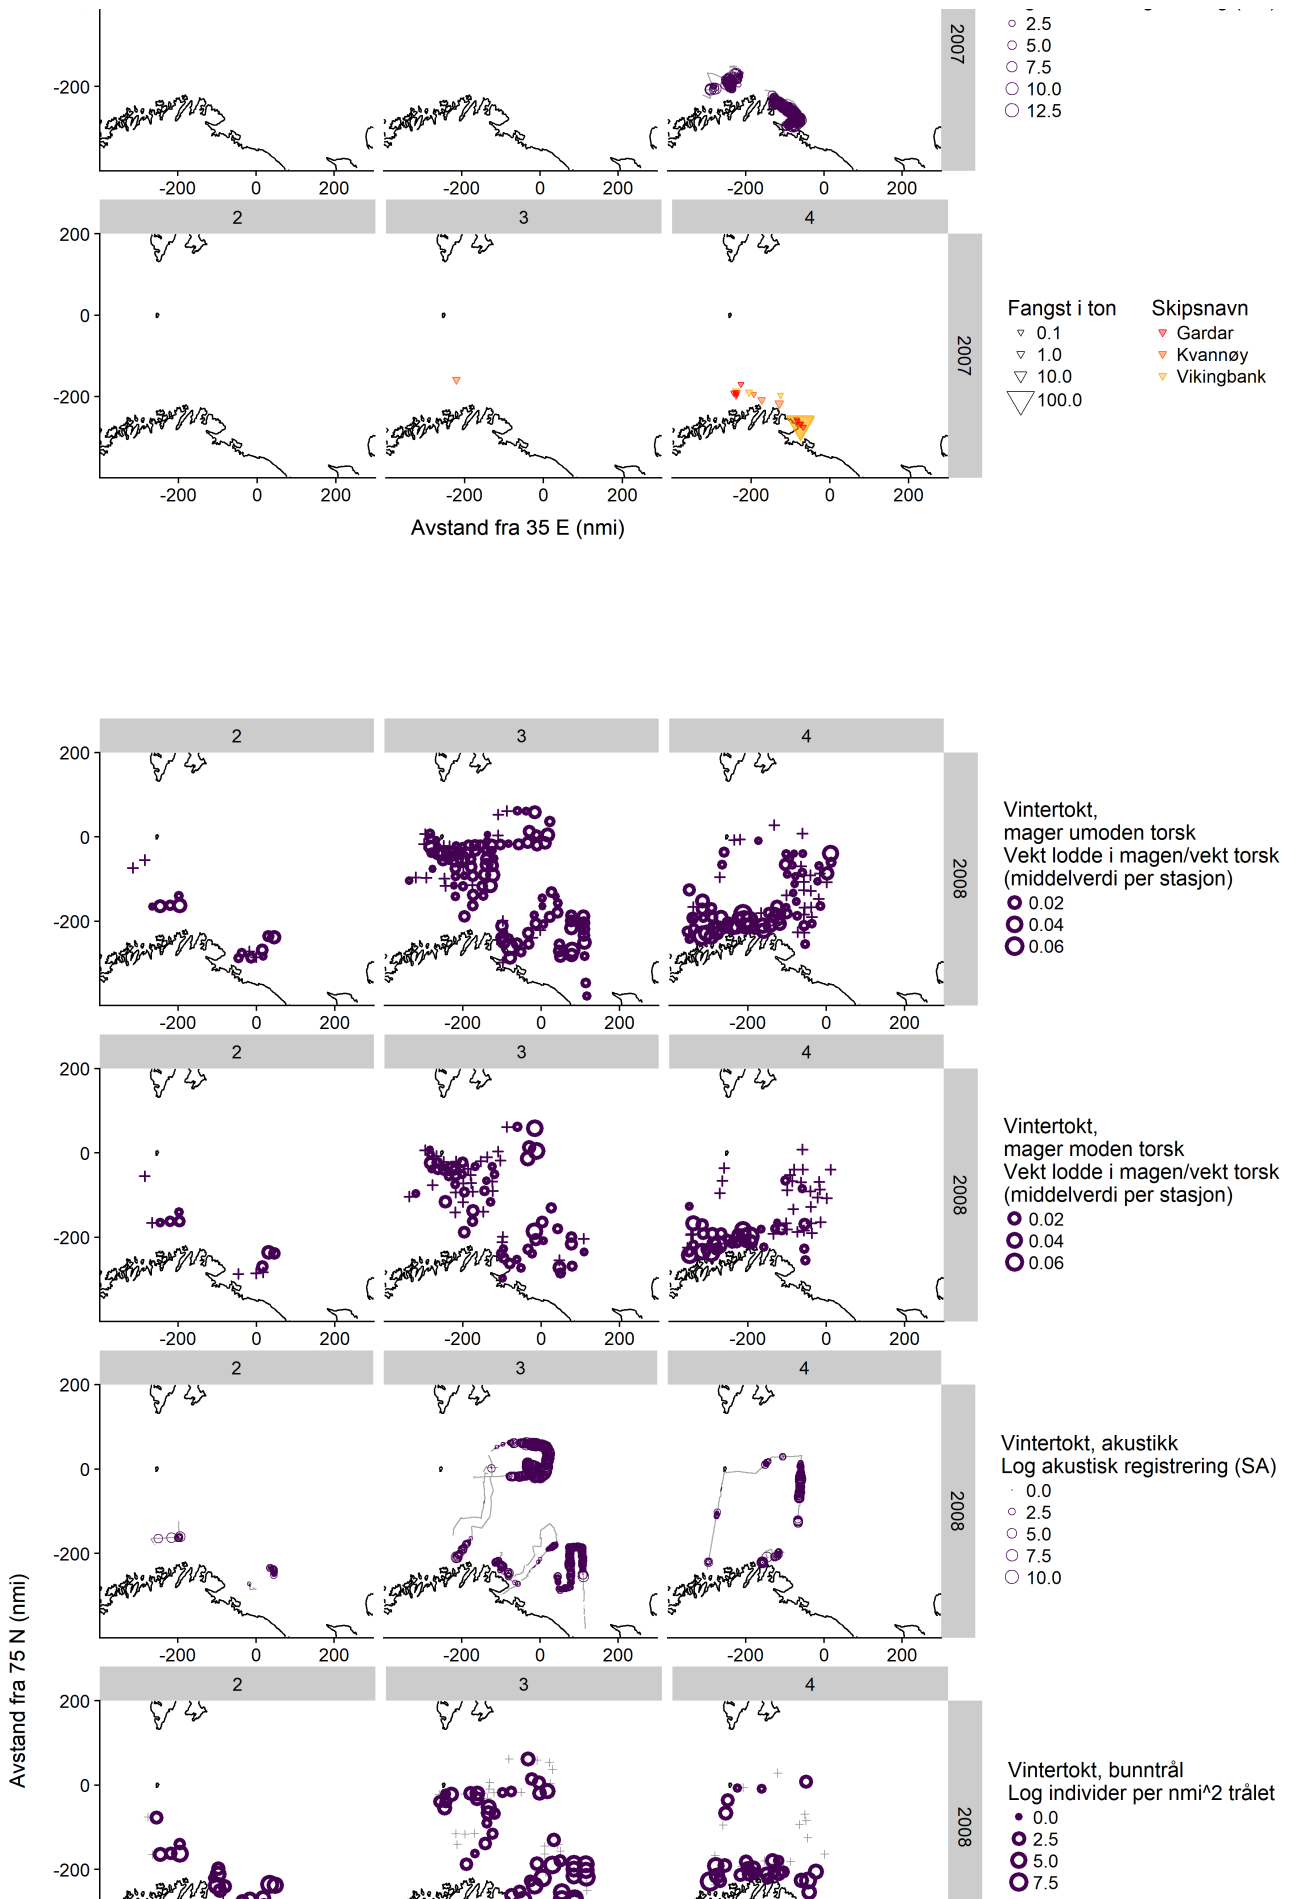 2007
2.5
5.0
7.5
10.0
12.5
-200
-200 0 200 -200 0 200 -200 0 200
2 3 4
200
0
-200
2007
-200 0 200 -200 0 200 -200 0 200
Avstand fra 35 E (nmi)
Fangst i ton
0.1
1.0
10.0
100.0
Skipsnavn
Gardar
Kvannøy
Vikingbank
2 3 4
200
0
-200
2008
-200 0 200 -200 0 200 -200 0 200
Vintertokt,
mager umoden torsk
Vekt lodde i magen/vekt torsk
(middelverdi per stasjon)
0.02
0.04
0.06
2 3 4
200
0
-200
2008
-200 0 200 -200 0 200 -200 0 200
Vintertokt,
mager moden torsk
Vekt lodde i magen/vekt torsk
(middelverdi per stasjon)
0.02
0.04
0.06
2 3 4
200
0
-200
2008
-200 0 200 -200 0 200 -200 0 200
Vintertokt, akustikk
Log akustisk registrering (SA)
0.0
2.5
5.0
7.5
10.0
Avstand fra 75 N (nmi)
2 3 4
200
0
-200
2008
Vintertokt, bunntrål
Log individer per nmi^2 trålet
0.0
2.5
5.0
7.5